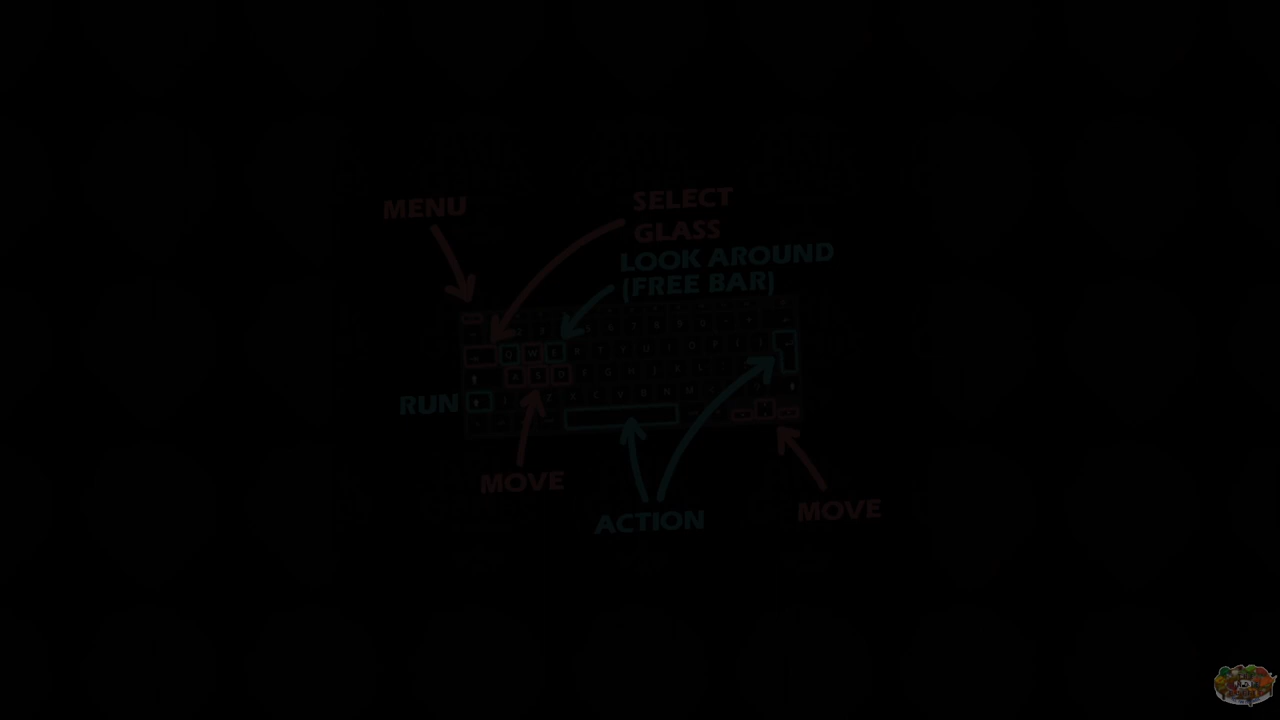 MENU
SELECT
GLASS
LOOK AROUND
(FREE BAR)
RUN
MOVE
ACTION
MOVE